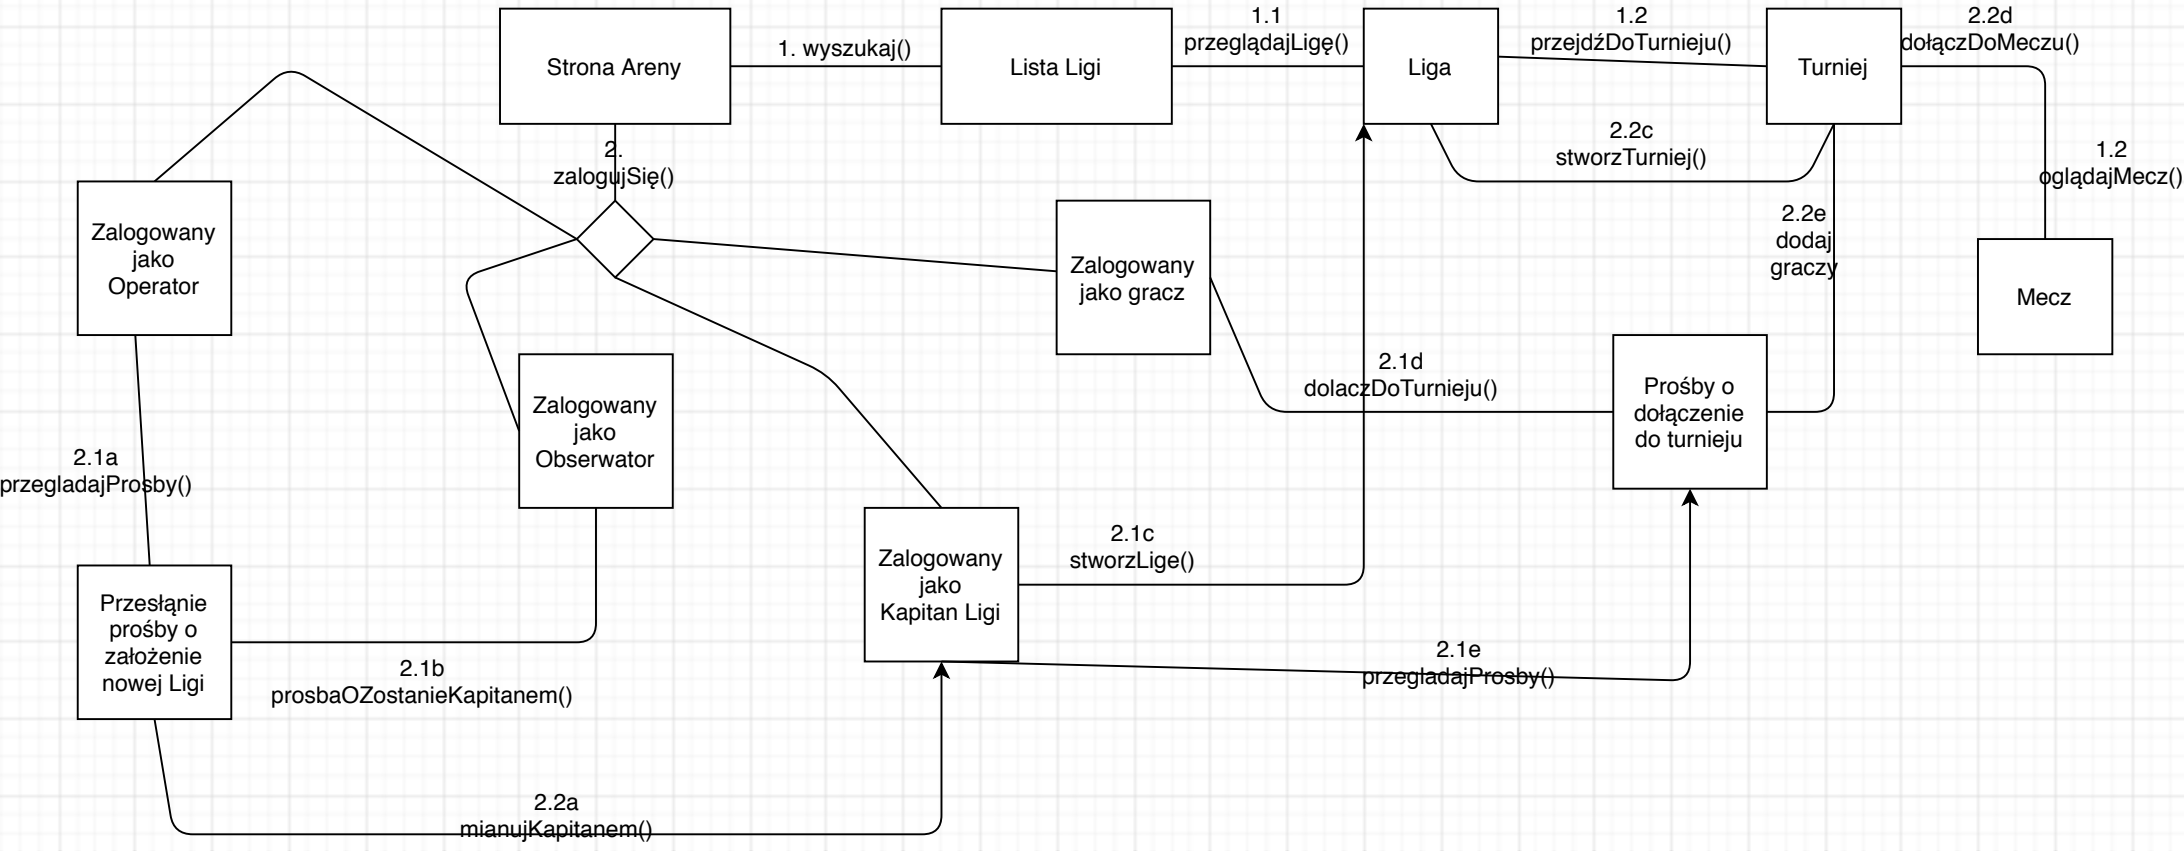 Strona Areny
1. wyszukaj()
Lista Ligi
1.1
przeglądajLigę()
Liga
1.2
przejdźDoTurnieju()
Turniej
2.2d
dołączDoMeczu()
2.2c
stworzTurniej()
1.2
oglądajMecz()
2.
zalogujSię()
Zalogowany
jako
Operator
Zalogowany
jako gracz
2.2e
dodaj
graczy
Mecz
Zalogowany
jako
Obserwator
2.1d
dolaczDoTurnieju()
Prośby o
dołączenie
do turnieju
2.1a
przegladajProsby()
Zalogowany
jako
Kapitan Ligi
2.1c
stworzLige()
Przesłąnie
prośby o
założenie
nowej Ligi
2.1b
prosbaOZostanieKapitanem()
2.1e
przegladajProsby()
2.2a
mianujKapitanem()